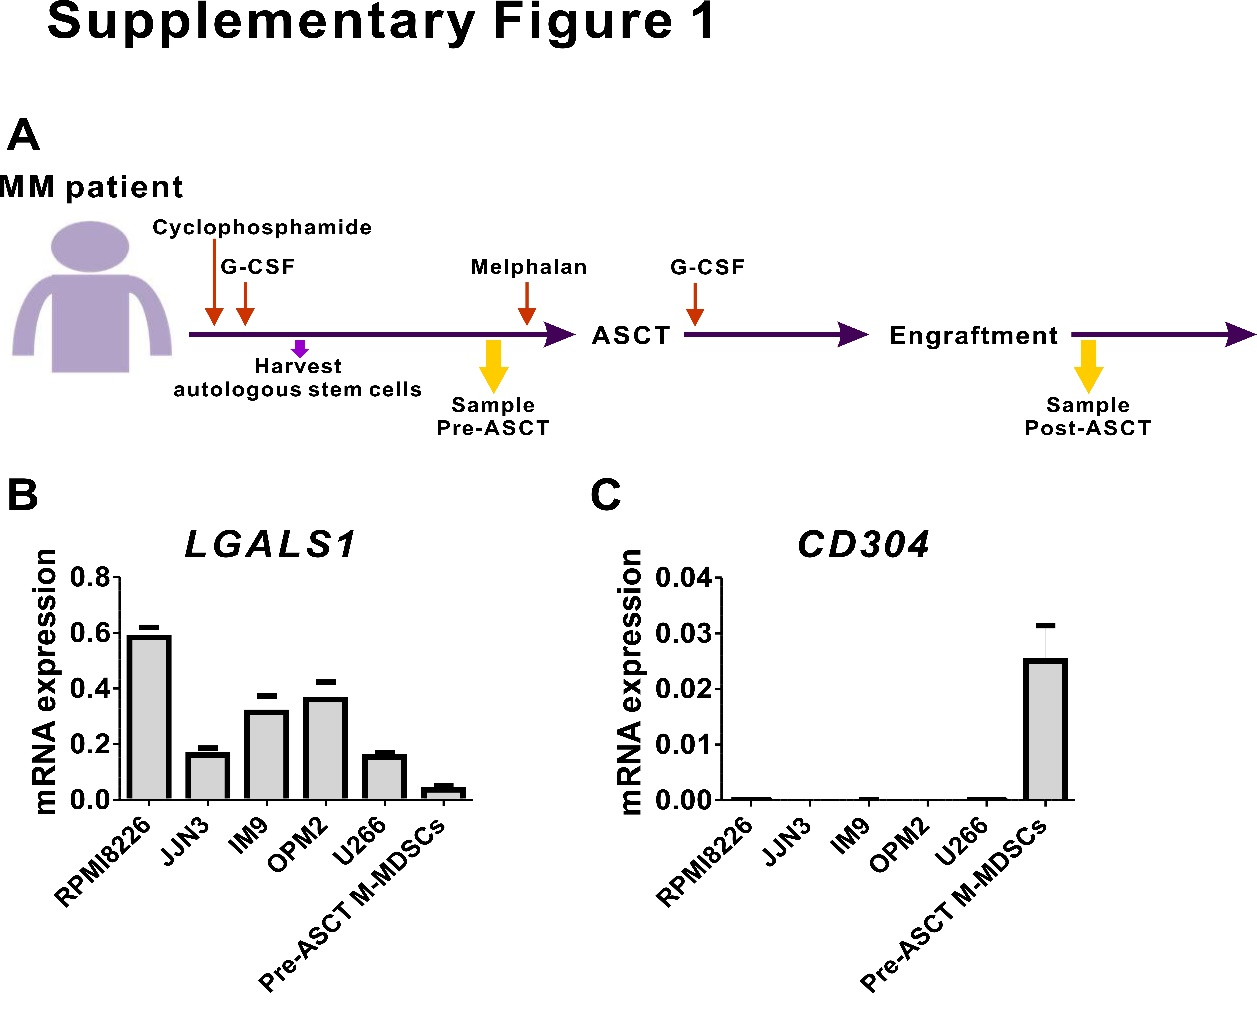 Supplementary Figure 1
A
MM patient
Cyclophosphamide
G-CSF
Melphalan
G-CSF
ASCT
Engraftment
Harvest
autologous stem cells
Sample
Pre-ASCT
Sample
Post-ASCT
B
LGALS1
mRNA expression
0.8
0.6
0.4
0.2
0.0
RPMI8226
JJN3
IM9
OPM2
U266
Pre-ASCT M-MDSCs
C
CD304
mRNA expression
0.04
0.03
0.02
0.01
0.00
RPMI8226
JJN3
IM9
OPM2
U266
Pre-ASCT M-MDSCs